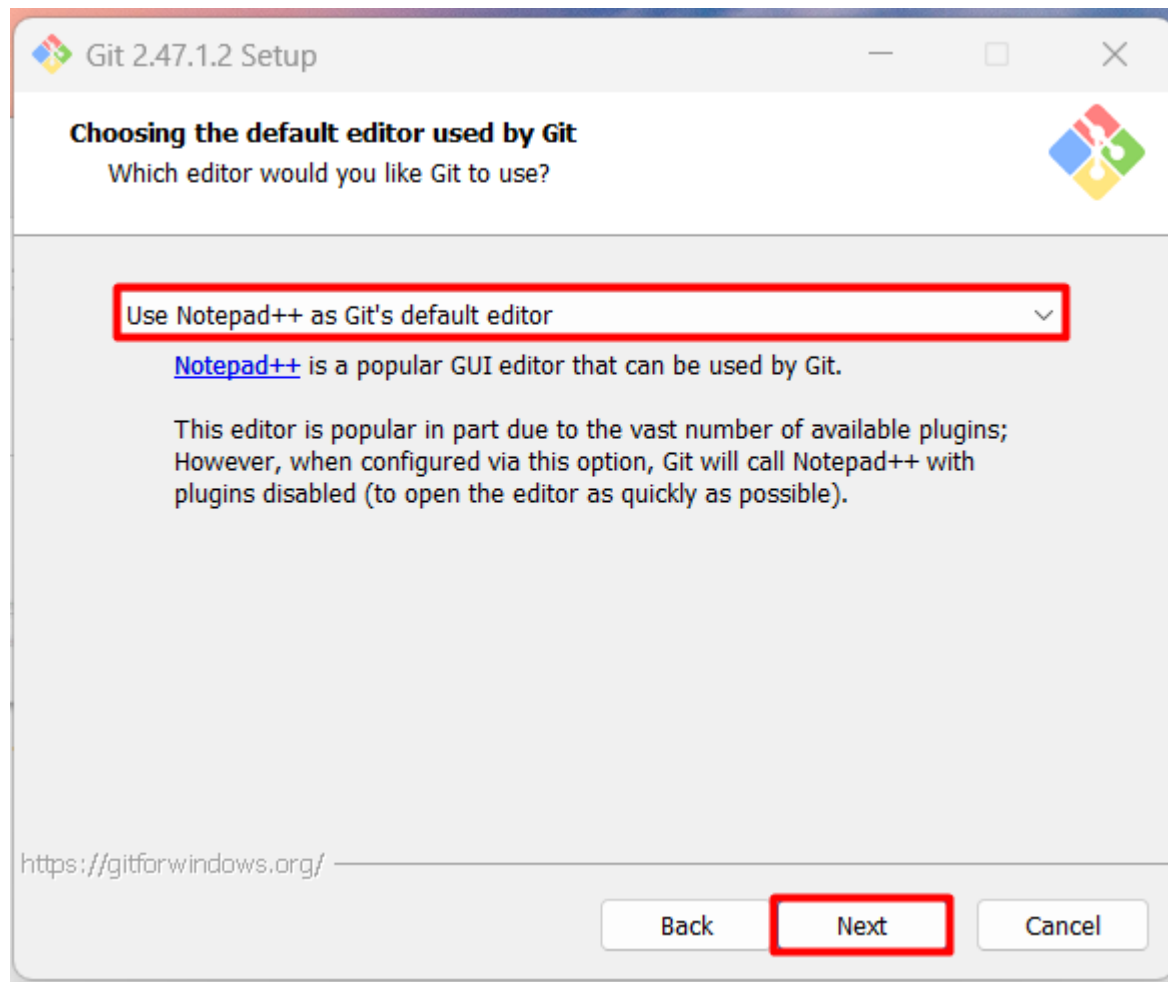 Git 2.47.1.2 Setup
Choosing the default editor used by Git
Which editor would you like Git to use?
Use Notepad++ as Git's default editor
Notepad++ is a popular GUI editor that can be used by Git.
This editor is popular in part due to the vast number of available plugins;
However, when configured via this option, Git will call Notepad++ with
plugins disabled (to open the editor as quickly as possible).
https://gitforwindows.org/
Back Next Cancel